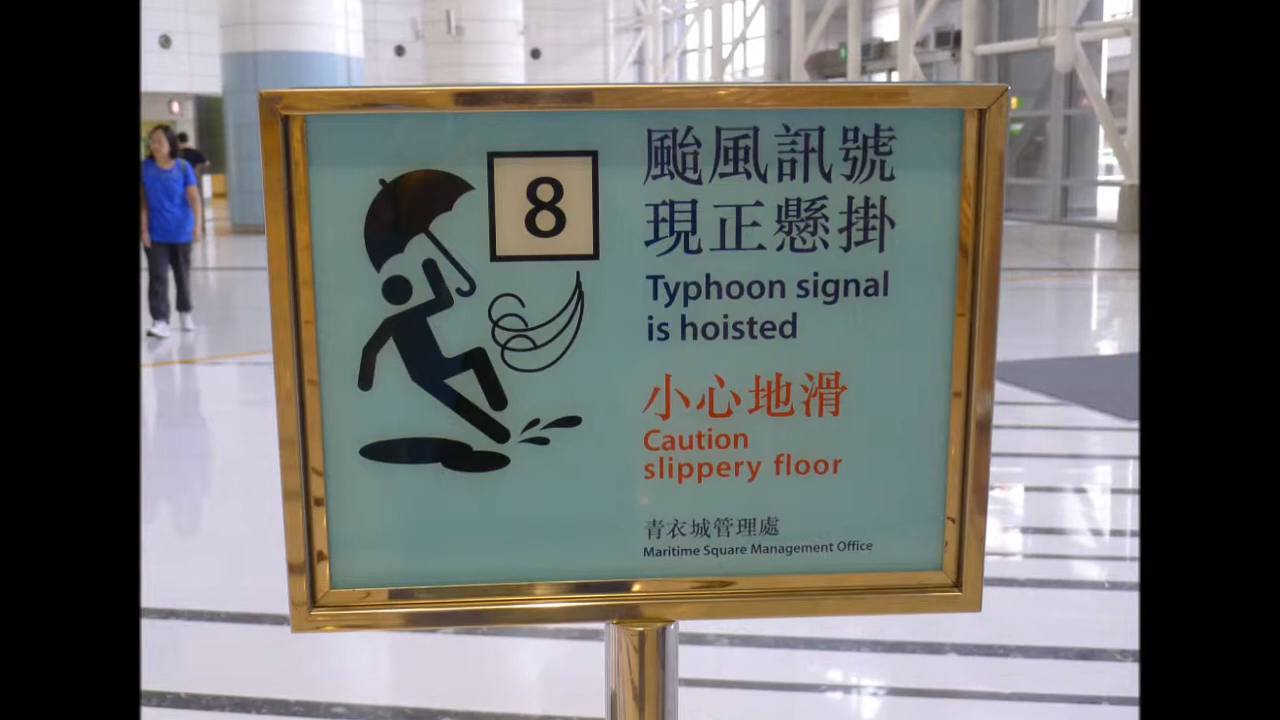 8
颱風訊號
現正懸掛
Typhoon signal
is hoisted
小心地滑
Caution
slippery floor
青衣城管理處
Maritime Square Management Office